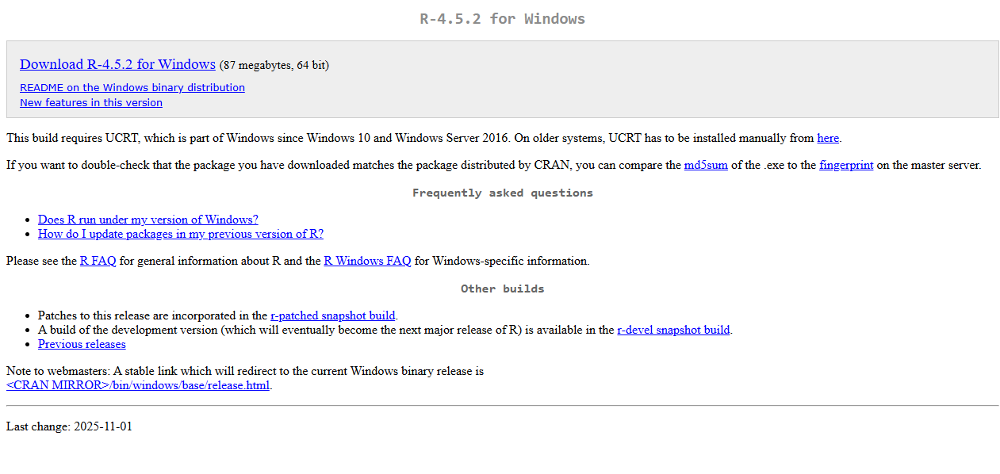 R-4.5.2 for Windows
Download R-4.5.2 for Windows (87 megabytes, 64 bit)
README on the Windows binary distribution
New features in this version
This build requires UCRT, which is part of Windows since Windows 10 and Windows Server 2016. On older systems, UCRT has to be installed manually from here.
If you want to double-check that the package you have downloaded matches the package distributed by CRAN, you can compare the md5sum of the .exe to the fingerprint on the master server.
Frequently asked questions
• Does R run under my version of Windows?
• How do I update packages in my previous version of R?
Please see the R FAQ for general information about R and the R Windows FAQ for Windows-specific information.
Other builds
• Patches to this release are incorporated in the r-patched snapshot build.
• A build of the development version (which will eventually become the next major release of R) is available in the r-devel snapshot build.
• Previous releases
Note to webmasters: A stable link which will redirect to the current Windows binary release is
<CRAN MIRROR>/bin/windows/base/release.html.
Last change: 2025-11-01